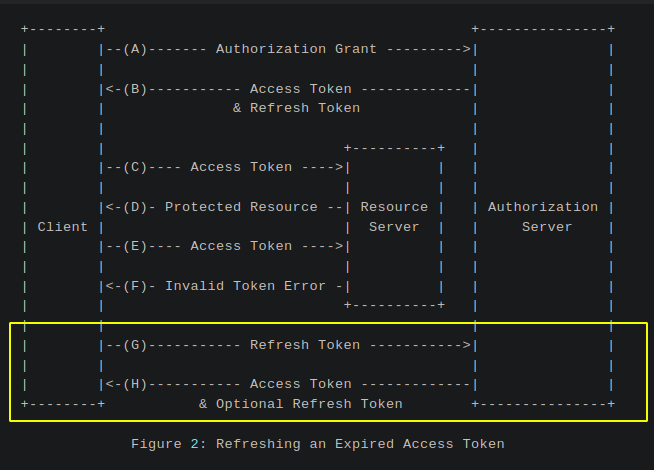 +--------+                                           +---------------+
|        |--(A)------- Authorization Grant --------->|               |
|        |                                           |               |
|        |<-(B)----------- Access Token -------------|               |
|        |               & Refresh Token             |               |
|        |                                           |               |
|        |                            +----------+   |               |
|        |--(C)---- Access Token ---->|          |   |               |
|        |                            |          |   |               |
|        |<-(D)- Protected Resource --| Resource |   | Authorization |
| Client |                            |  Server  |   |     Server    |
|        |--(E)---- Access Token ---->|          |   |               |
|        |                            |          |   |               |
|        |<-(F)- Invalid Token Error -|          |   |               |
|        |                            +----------+   |               |
|        |                                           |               |
|        |--(G)----------- Refresh Token ----------->|               |
|        |                                           |               |
|        |<-(H)----------- Access Token -------------|               |
+--------+           & Optional Refresh Token        +---------------+
Figure 2: Refreshing an Expired Access Token